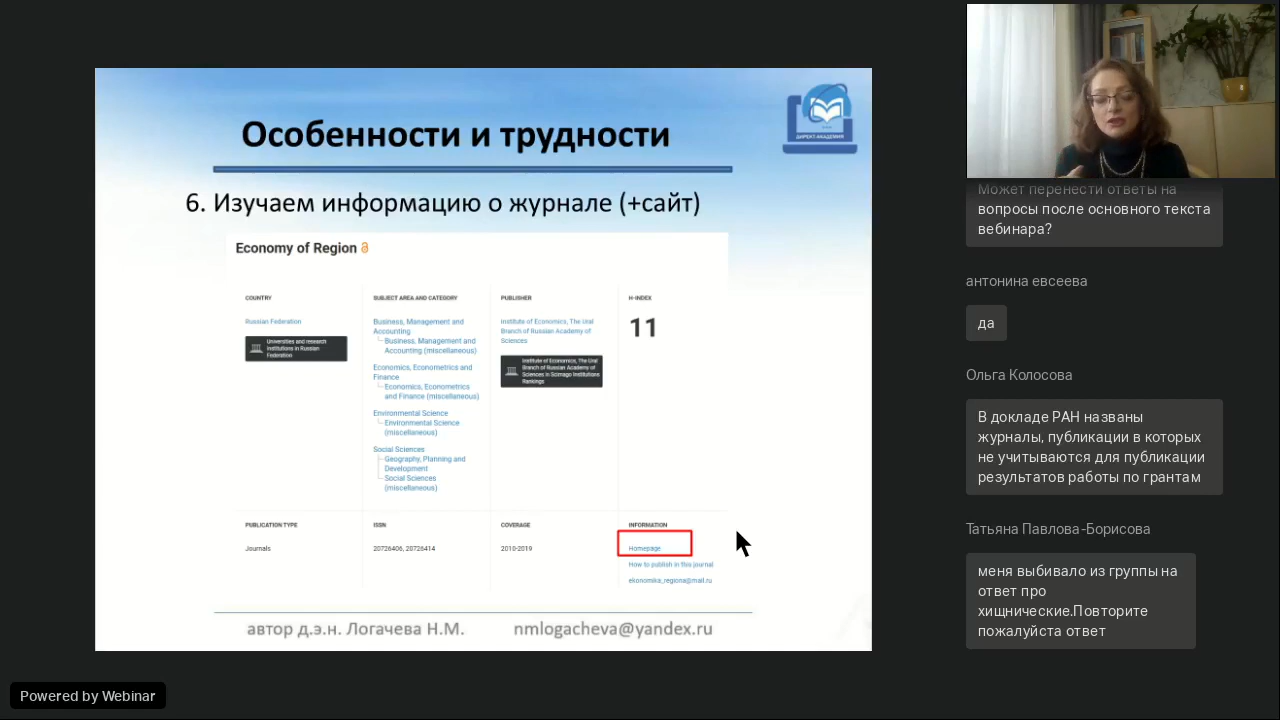 Особенности и трудности
ДИРЕКТ-АКАДЕМИЯ
6. Изучаем информацию о журнале (+сайт)
Economy of Region
COUNTRY
Russian Federation
Universities and research
institutions in Russian
Federation
SUBJECT AREA AND CATEGORY
Business, Management and
Accounting
Business, Management and
Accounting (miscellaneous)
Economics, Econometrics and
Finance
Economics, Econometrics
and Finance (miscellaneous)
Environmental Science
Environmental Science
(miscellaneous)
Social Sciences
Geography, Planning and
Development
Social Sciences
(miscellaneous)
PUBLISHER
Institute of Economics, The Ural
Branch of Russian Academy of
Sciences
Institute of Economics, The Ural
Branch of Russian Academy of
Sciences in Scimago Institutions
Rankings
H-INDEX
11
PUBLICATION TYPE
Journals
ISSN
20726406, 20726414
COVERAGE
2010-2019
INFORMATION
Homepage
How to publish in this journal
ekonomika_regiona@mail.ru
автор д.э.н. Логачева Н.М.
nmlogacheva@yandex.ru
Может перенести ответы на
вопросы после основного текста
вебинара?
антонина евсеева
да
Ольга Колосова
В докладе РАН названы
журналы, публикации в которых
не учитываются для публикации
результатов работы по грантам
Татьяна Павлова-Борисова
меня выбивало из группы на
ответ про
хищнические.Повторите
пожалуйста ответ
Powered by Webinar